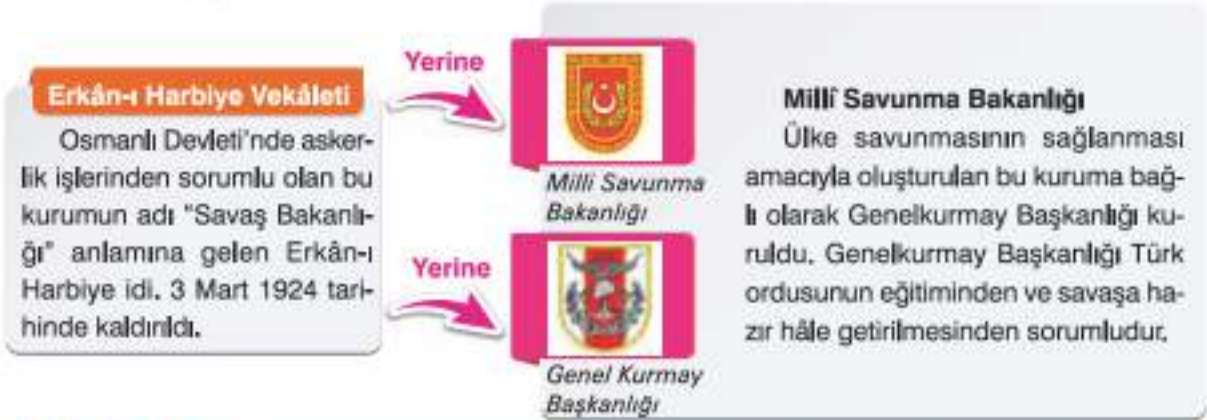 Erkân-ı Harbiye Vekâleti
Osmanlı Devleti'nde asker-
lik işlerinden sorumlu olan bu
kurumun adı "Savaş Bakanlı-
ğı" anlamına gelen Erkân-ı
Harbiye idi. 3 Mart 1924 tari-
hinde kaldırıldı.
Yerine
Milli Savunma
Bakanlığı
Yerine
Genel Kurmay
Başkanlığı
Millî Savunma Bakanlığı
Ülke savunmasının sağlanması
amacıyla oluşturulan bu kuruma bağ-
lı olarak Genelkurmay Başkanlığı ku-
ruldu. Genelkurmay Başkanlığı Türk
ordusunun eğitiminden ve savaşa ha-
zır hâle getirilmesinden sorumludur.